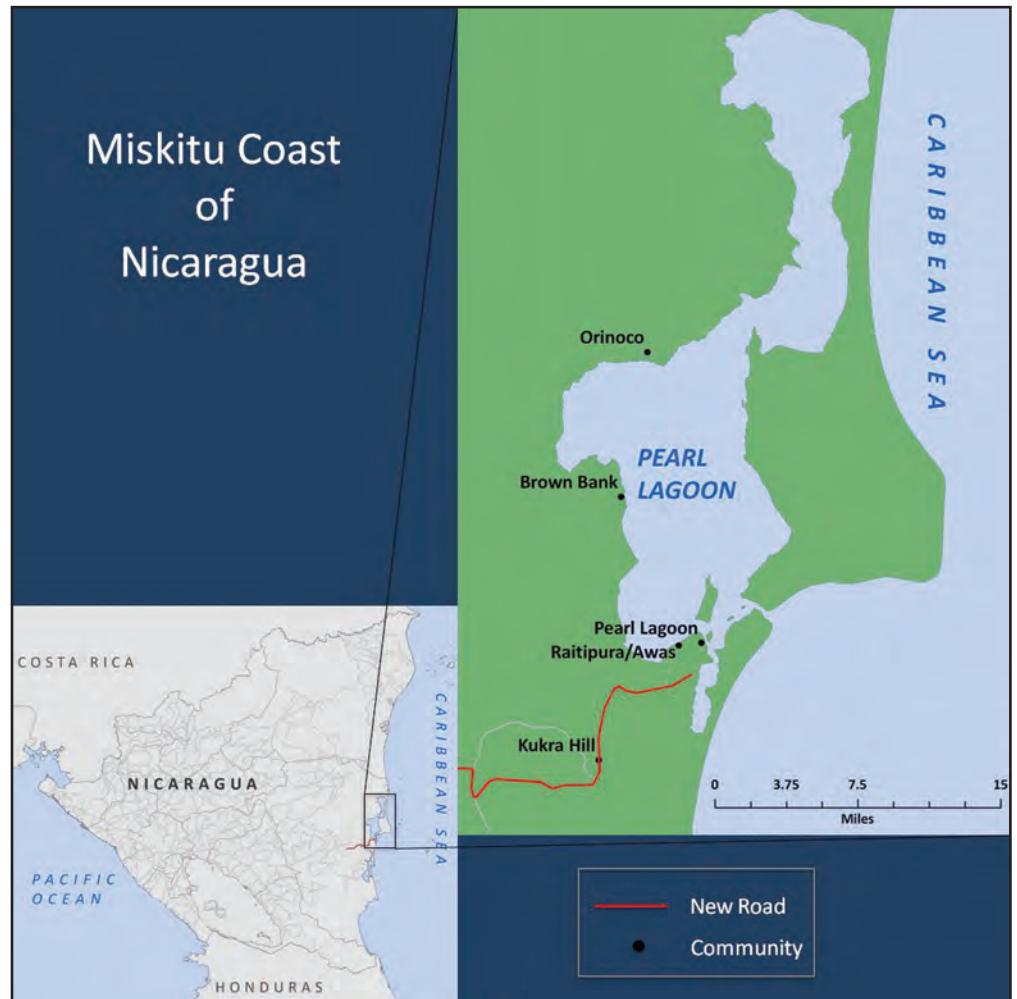 Miskitu Coast
of
Nicaragua
CARIBBEAN SEA
Orinoco
PEARL
LAGOON
Brown Bank
Pearl Lagoon
Raitipura/Awas
Kukra Hill
0 3.75 7.5 15
Miles
COSTA RICA
CARIBBEAN SEA
NICARAGUA
PACIFIC
OCEAN
HONDURAS
New Road
Community